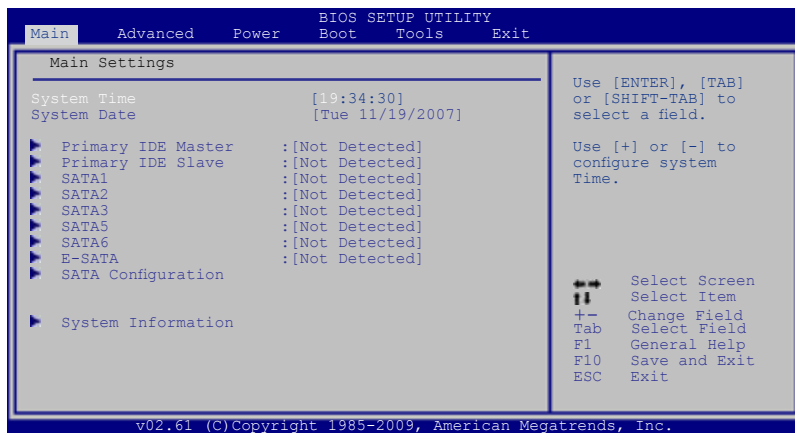 BIOS SETUP UTILITY
Main Advanced Power Boot Tools Exit
Main Settings
System Time [19:34:30]
System Date [Tue 11/19/2007]
Primary IDE Master :[Not Detected]
Primary IDE Slave :[Not Detected]
SATA1 :[Not Detected]
SATA2 :[Not Detected]
SATA3 :[Not Detected]
SATA5 :[Not Detected]
SATA6 :[Not Detected]
E-SATA :[Not Detected]
SATA Configuration
System Information
Use [ENTER], [TAB]
or [SHIFT-TAB] to
select a field.
Use [+] or [-] to
configure system
Time.
←→ Select Screen
↑↓ Select Item
+- Change Field
Tab Select Field
F1 General Help
F10 Save and Exit
ESC Exit
v02.61 (C)Copyright 1985-2009, American Megatrends, Inc.